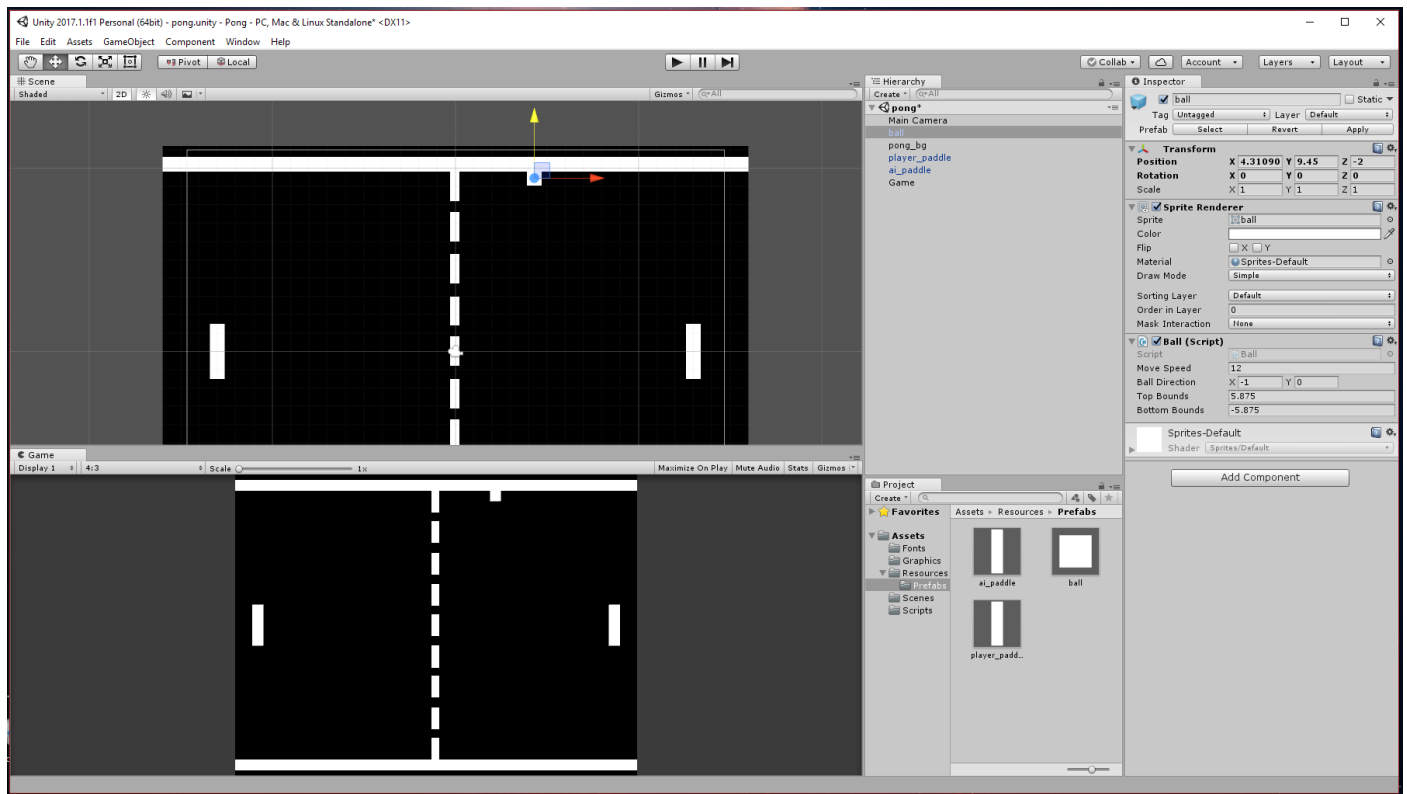 Unity 2017.1.1f1 Personal (64bit) - pong.unity - Pong - PC, Mac & Linux Standalone* <DX11>
File Edit Assets GameObject Component Window Help
Pivot Local Collab Account Layers Layout
Scene
Shaded 2D Gizmos All
Game
Display 1 4:3 Scale 1x Maximize On Play Mute Audio Stats Gizmos
Hierarchy
Create All
pong*
Main Camera
ball
pong_bg
player_paddle
ai_paddle
Game
Project
Create
Favorites
Assets
Fonts
Graphics
Resources
Prefabs
Scenes
Scripts
Assets Resources Prefabs
ai_paddle ball
player_padd..
Inspector
ball Static
Tag Untagged Layer Default
Prefab Select Revert Apply
Transform
Position X 4.31090 Y 9.45 Z -2
Rotation X 0 Y 0 Z 0
Scale X 1 Y 1 Z 1
Sprite Renderer
Sprite ball
Color
Flip X Y
Material Sprites-Default
Draw Mode Simple
Sorting Layer Default
Order in Layer 0
Mask Interaction None
Ball (Script)
Script Ball
Move Speed 12
Ball Direction X -1 Y 0
Top Bounds 5.875
Bottom Bounds -5.875
Sprites-Default
Shader Sprites/Default
Add Component